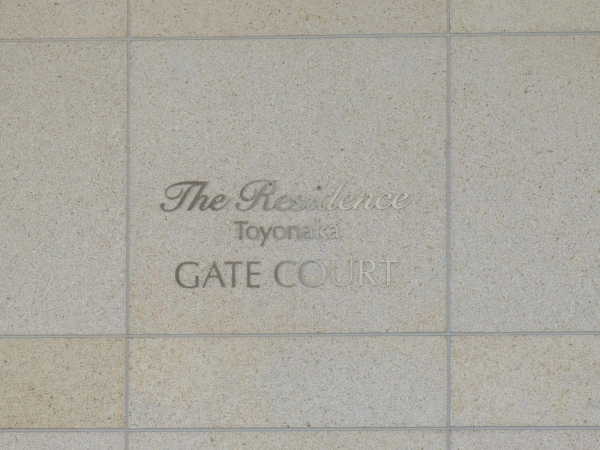 The Residence
Toyonaka
GATE COURT